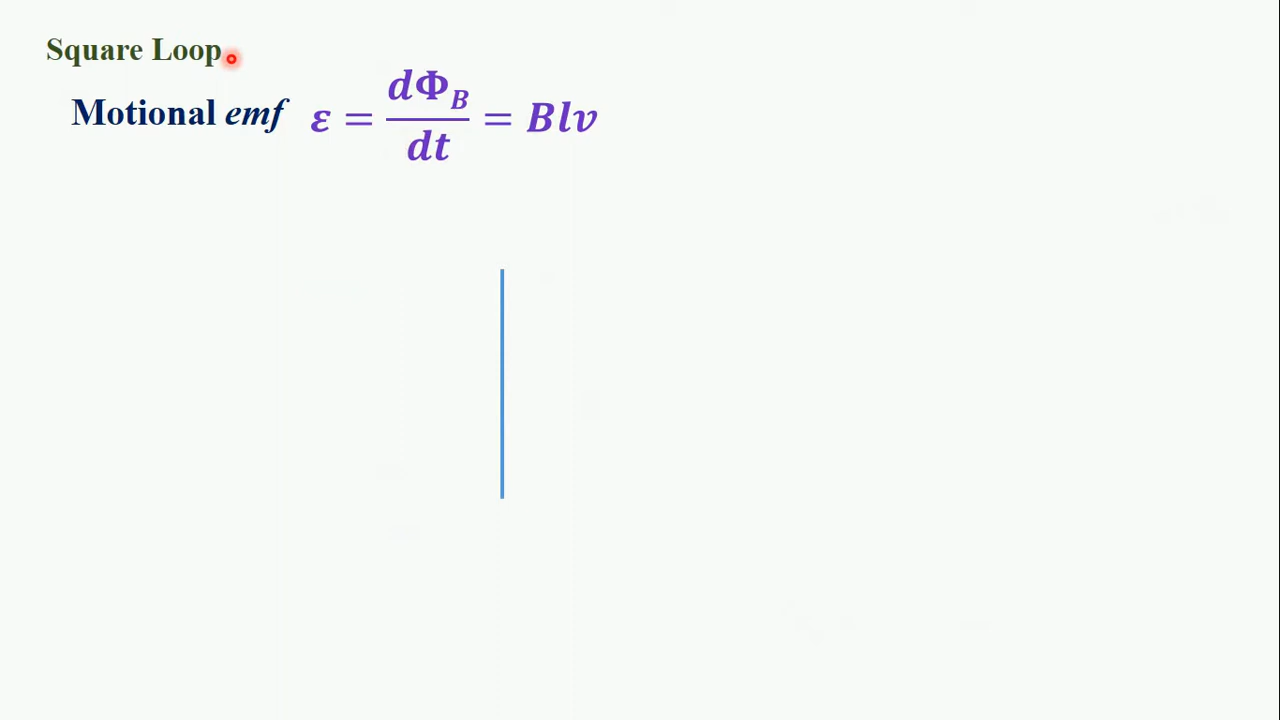 Square Loop
Motional emf ε = dΦ_B/dt = Blv